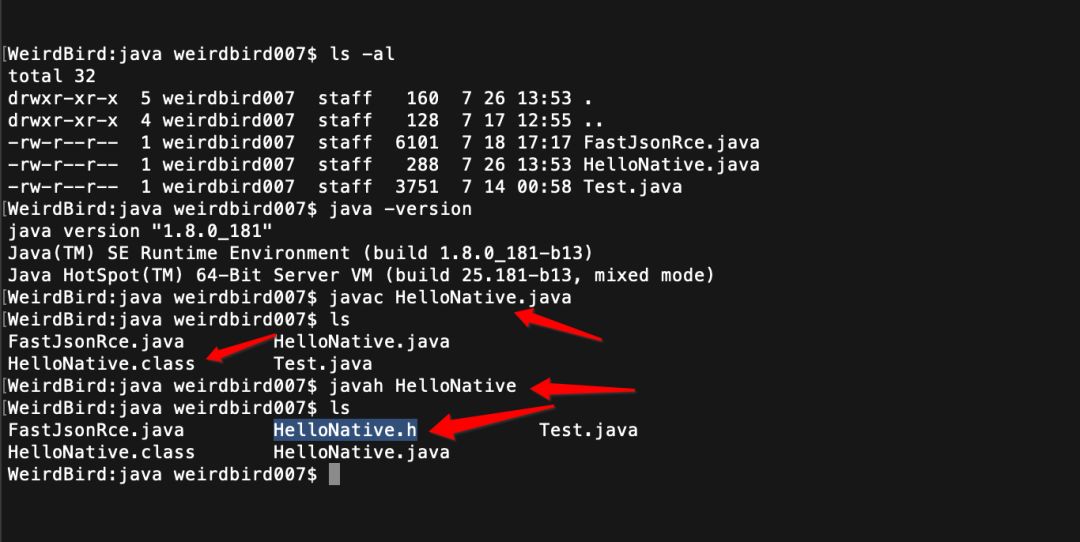 [WeirdBird:java weirdbird007$ ls -al
total 32
drwxr-xr-x  5 weirdbird007  staff   160  7 26 13:53 .
drwxr-xr-x  4 weirdbird007  staff   128  7 17 12:55 ..
-rw-r--r--  1 weirdbird007  staff  6101  7 18 17:17 FastJsonRce.java
-rw-r--r--  1 weirdbird007  staff   288  7 26 13:53 HelloNative.java
-rw-r--r--  1 weirdbird007  staff  3751  7 14 00:58 Test.java
[WeirdBird:java weirdbird007$ java -version
java version "1.8.0_181"
Java(TM) SE Runtime Environment (build 1.8.0_181-b13)
Java HotSpot(TM) 64-Bit Server VM (build 25.181-b13, mixed mode)
[WeirdBird:java weirdbird007$ javac HelloNative.java
[WeirdBird:java weirdbird007$ ls
FastJsonRce.java        HelloNative.java
HelloNative.class       Test.java
[WeirdBird:java weirdbird007$ javah HelloNative
[WeirdBird:java weirdbird007$ ls
FastJsonRce.java        HelloNative.h           Test.java
HelloNative.class       HelloNative.java
WeirdBird:java weirdbird007$